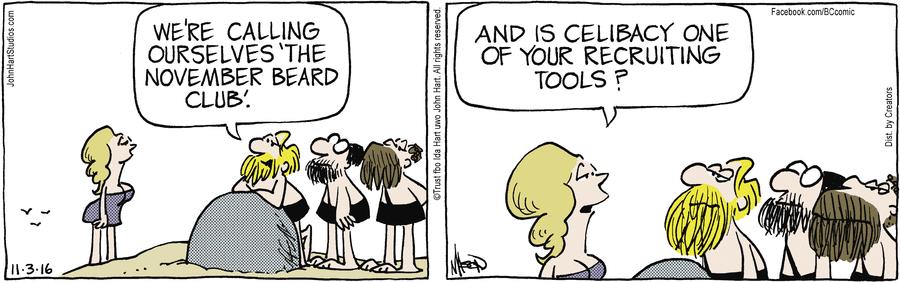 JohnHartStudios.com
WE'RE CALLING
OURSELVES 'THE
NOVEMBER BEARD
CLUB'.
11·3·16
©Trust fbo Ida Hart uwo John Hart. All rights reserved.
AND IS CELIBACY ONE
OF YOUR RECRUITING
TOOLS?
Facebook.com/BCcomic
Dist. by Creators